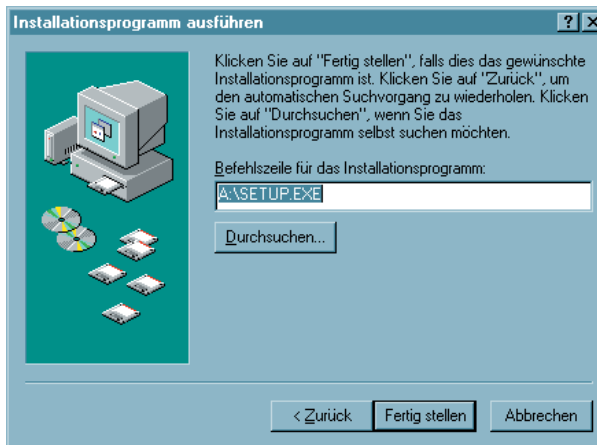 Installationsprogramm ausführen
Klicken Sie auf "Fertig stellen", falls dies das gewünschte
Installationsprogramm ist. Klicken Sie auf "Zurück", um
den automatischen Suchvorgang zu wiederholen. Klicken
Sie auf "Durchsuchen", wenn Sie das
Installationsprogramm selbst suchen möchten.
Befehlszeile für das Installationsprogramm:
A:\SETUP.EXE
Durchsuchen...
< Zurück Fertig stellen Abbrechen